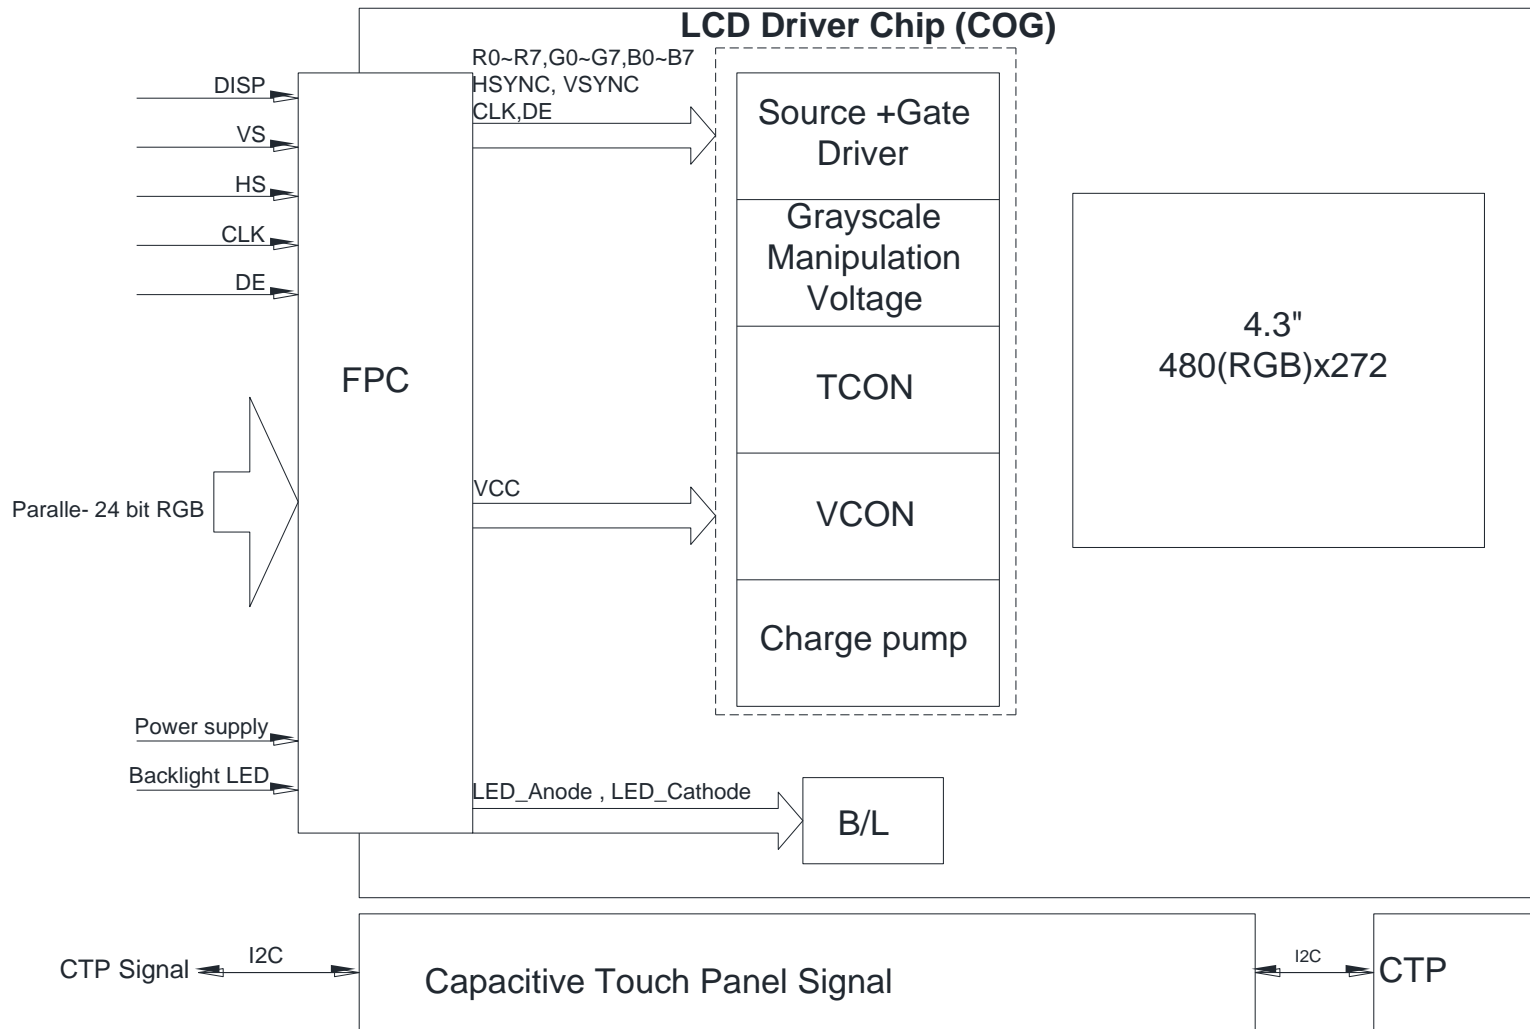 LCD Driver Chip (COG)
R0~R7,G0~G7,B0~B7
HSYNC, VSYNC
CLK,DE
DISP
VS
HS
CLK
DE
FPC
Paralle- 24 bit RGB
Power supply
Backlight LED
VCC
LED_Anode , LED_Cathode
Source +Gate
Driver
Grayscale
Manipulation
Voltage
TCON
VCON
Charge pump
B/L
4.3"
480(RGB)x272
CTP Signal
I2C
Capacitive Touch Panel Signal
I2C
CTP